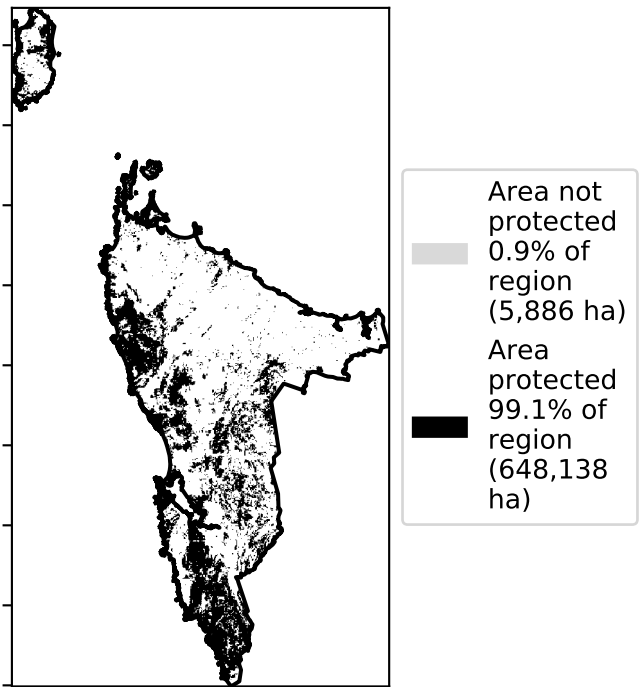 Area not
protected
0.9% of
region
(5,886 ha)
Area
protected
99.1% of
region
(648,138
ha)